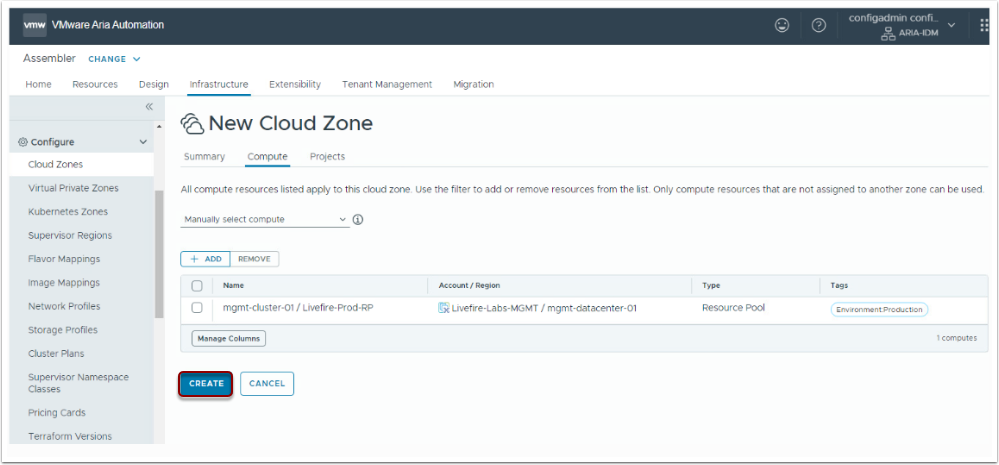 vmw VMware Aria Automation
configadmin confi...
ARIA-IDM
Assembler CHANGE
Home Resources Design Infrastructure Extensibility Tenant Management Migration
Configure
Cloud Zones
Virtual Private Zones
Kubernetes Zones
Supervisor Regions
Flavor Mappings
Image Mappings
Network Profiles
Storage Profiles
Cluster Plans
Supervisor Namespace
Classes
Pricing Cards
Terraform Versions
New Cloud Zone
Summary Compute Projects
All compute resources listed apply to this cloud zone. Use the filter to add or remove resources from the list. Only compute resources that are not assigned to another zone can be used.
Manually select compute
+ ADD REMOVE
Name Account / Region Type Tags
mgmt-cluster-01 / Livefire-Prod-RP Livefire-Labs-MGMT / mgmt-datacenter-01 Resource Pool Environment:Production
Manage Columns 1 computes
CREATE CANCEL